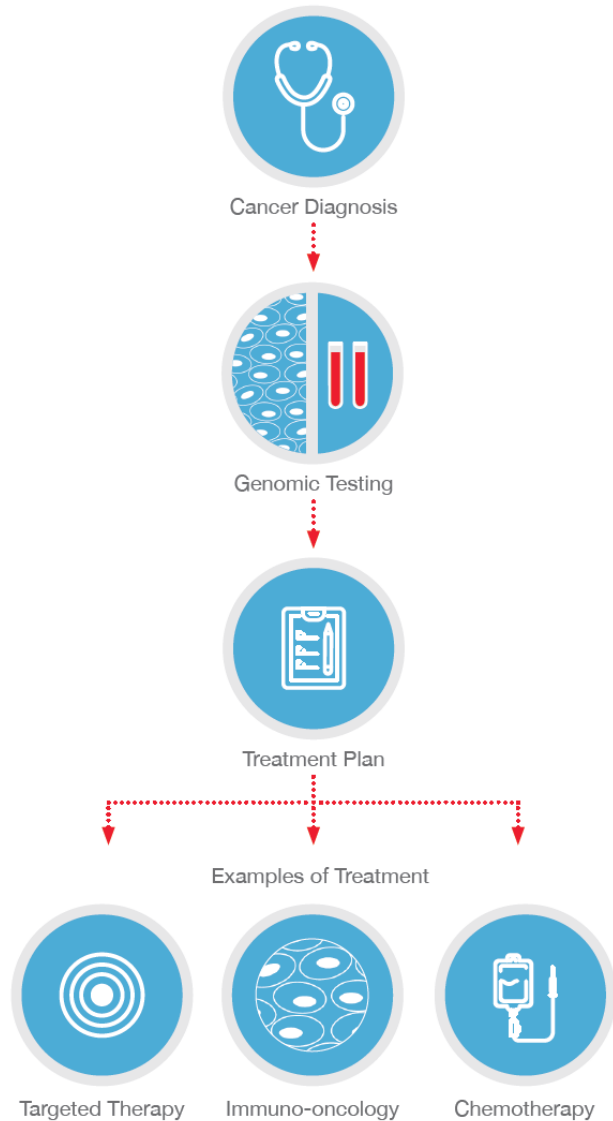 Cancer Diagnosis
Genomic Testing
Treatment Plan
Examples of Treatment
Targeted Therapy
Immuno-oncology
Chemotherapy